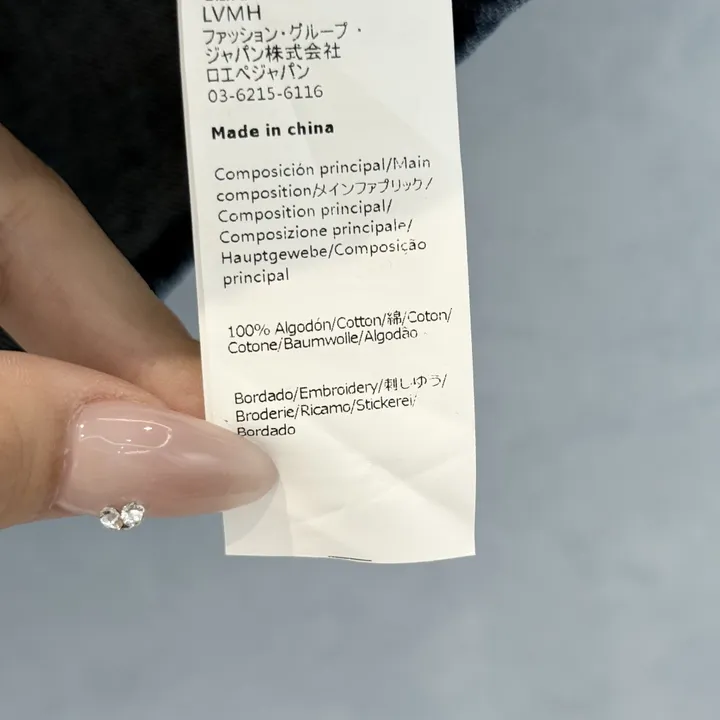 LVMH
ファッション・グループ・
ジャパン株式会社
ロエベジャパン
03-6215-6116
Made in china
Composición principal/Main
composition/メインファブリック/
Composition principal/
Composizione principale/
Hauptgewebe/Composição
principal
100% Algodón/Cotton/綿/Coton/
Cotone/Baumwolle/Algodão
Bordado/Embroidery/刺しゆう/
Broderie/Ricamo/Stickerei/
Bordado